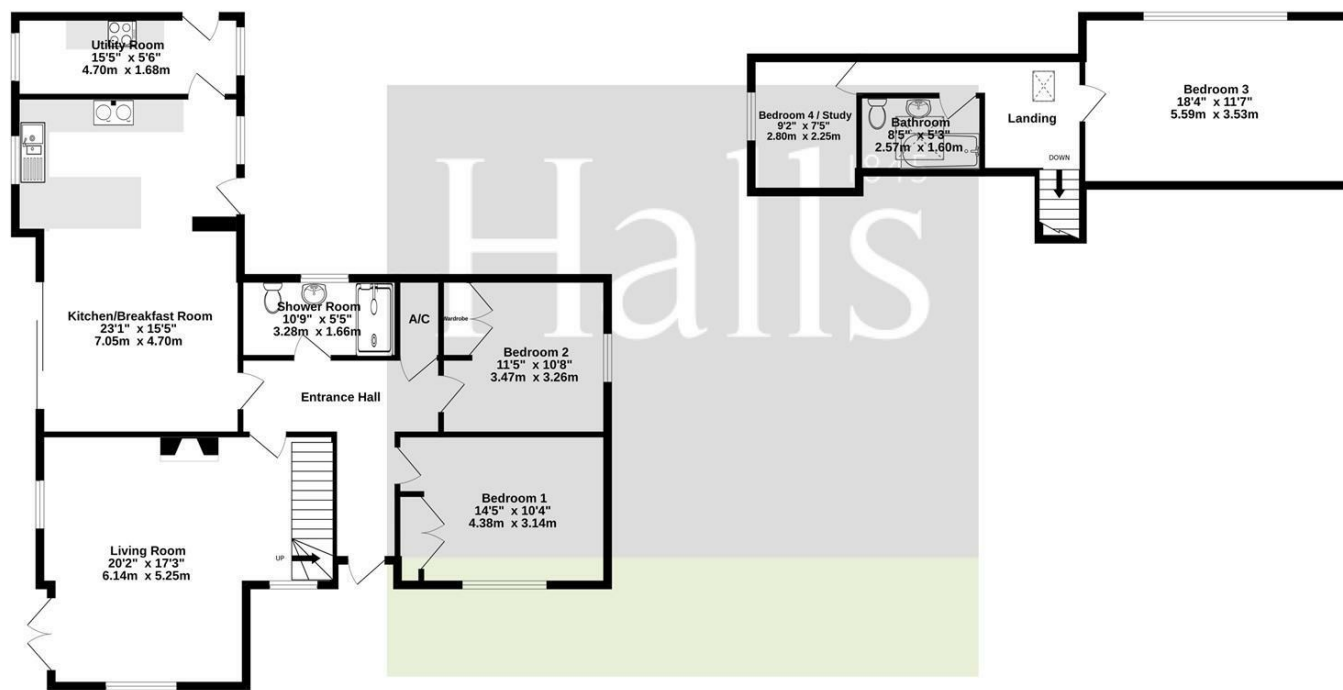 Utility Room
15'5" x 5'6"
4.70m x 1.68m
Kitchen/Breakfast Room
23'1" x 15'5"
7.05m x 4.70m
Shower Room
10'9" x 5'5"
3.28m x 1.66m
A/C
Wardrobe
Bedroom 2
11'5" x 10'8"
3.47m x 3.26m
Entrance Hall
Bedroom 1
14'5" x 10'4"
4.38m x 3.14m
Living Room
20'2" x 17'3"
6.14m x 5.25m
UP
Bedroom 4 / Study
9'2" x 7'5"
2.80m x 2.25m
Bathroom
8'5" x 5'3"
2.57m x 1.60m
Landing
DOWN
Bedroom 3
18'4" x 11'7"
5.59m x 3.53m
Halls
1845